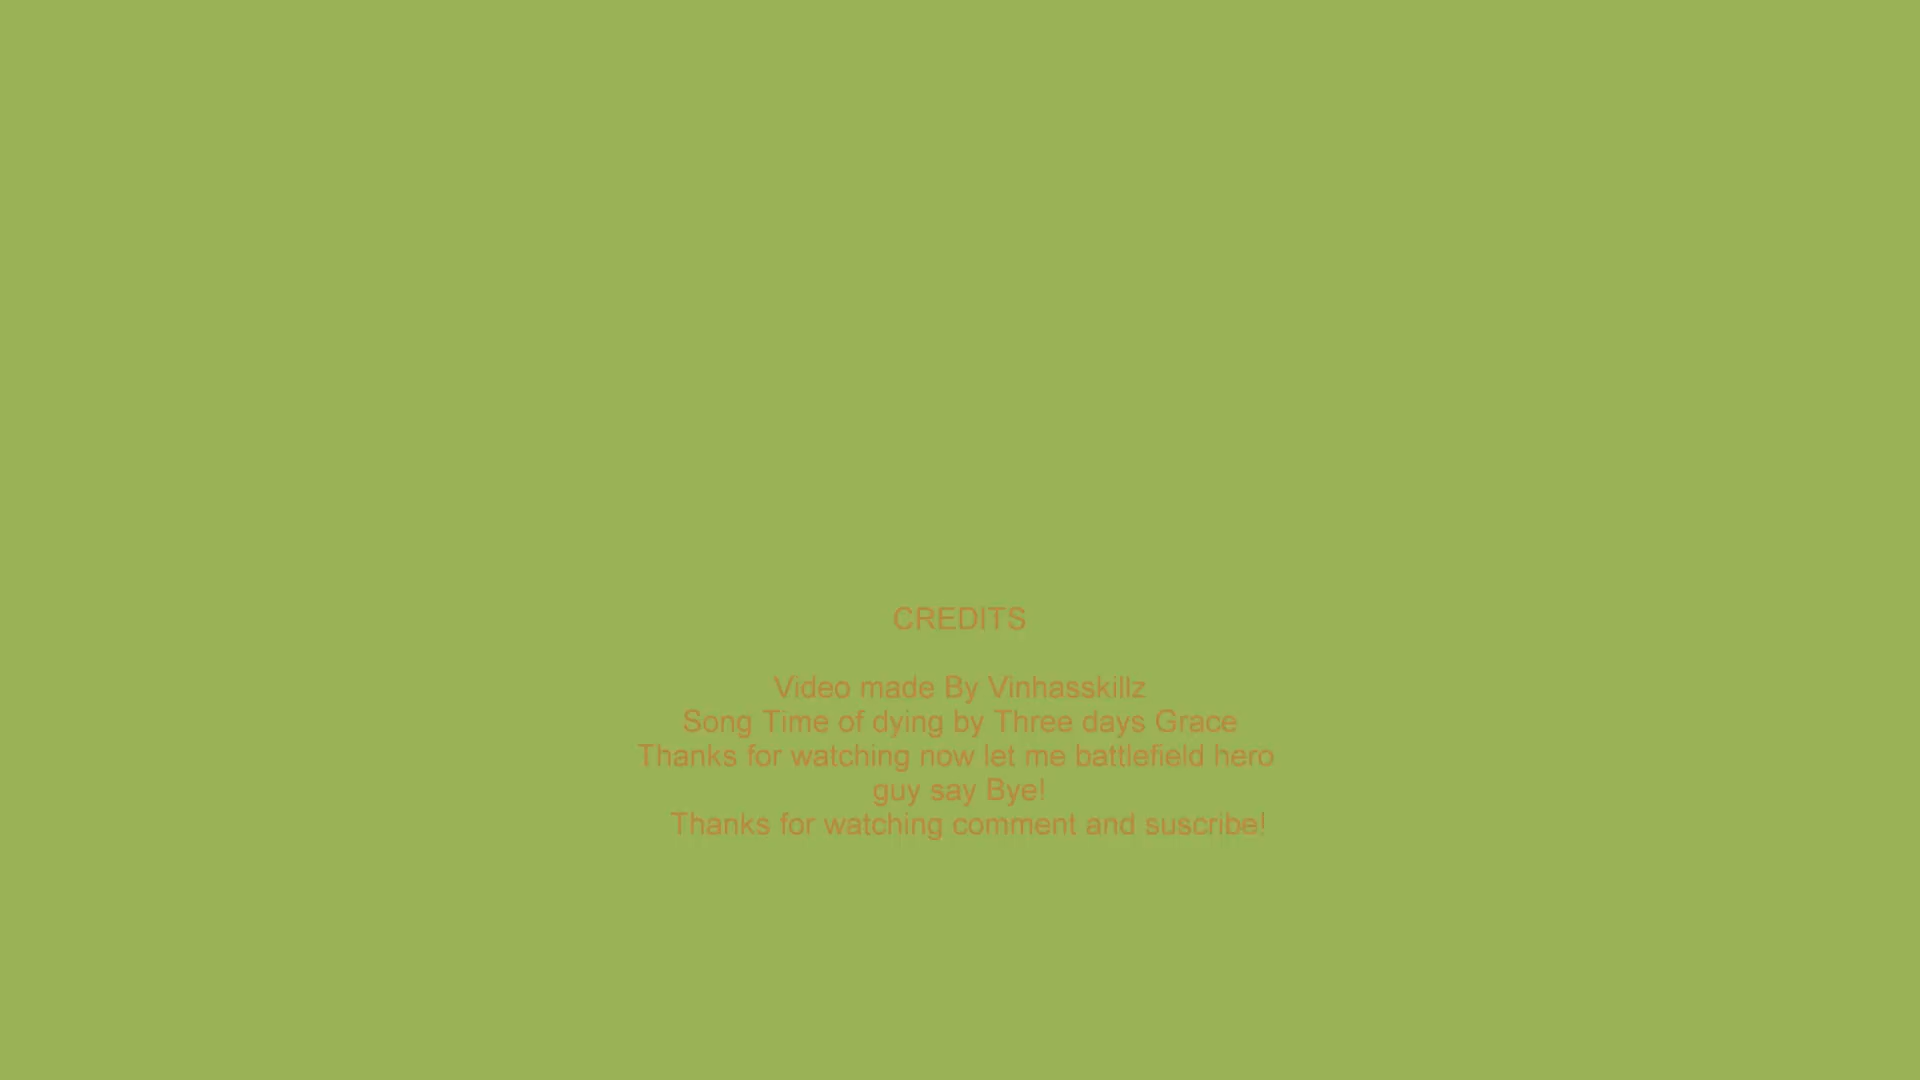 CREDITS
Video made By Vinhasskillz
Song Time of dying by Three days Grace
Thanks for watching now let me battlefield hero
guy say Bye!
Thanks for watching comment and suscribe!